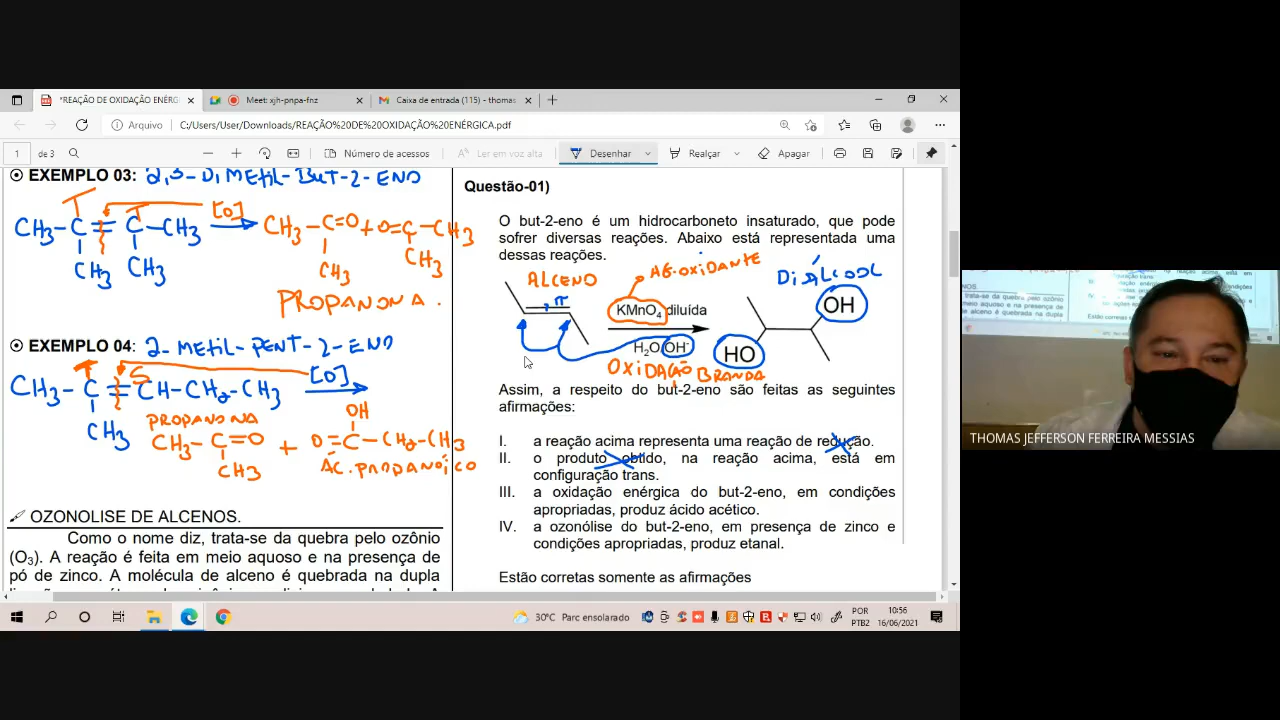 *REAÇÃO DE OXIDAÇÃO ENÉRG
Meet: xjh-pnpa-fnz
Caixa de entrada (115) - thomas
Arquivo
C:/Users/User/Downloads/REAÇÃO%20DE%20OXIDAÇÃO%20ENÉRGICA.pdf
1
de 3
Número de acessos
Ler em voz alta
Desenhar
Realçar
Apagar
EXEMPLO 03: 2,3-DIMETIL-BUT-2-ENO
CH3-C=C-CH3 [O] CH3-C=O+O=C-CH3
CH3 CH3 CH3 CH3
PROPANONA.
EXEMPLO 04: 2-METIL-PENT-2-ENO
CH3-C=CH-CH2-CH3 [O]
CH3
PROPANONA OH
CH3-C=O + O=C-CH2-CH3
CH3 ÁC. PROPANÓICO
OZONOLISE DE ALCENOS.
Como o nome diz, trata-se da quebra pelo ozônio
(O3). A reação é feita em meio aquoso e na presença de
pó de zinco. A molécula de alceno é quebrada na dupla
Questão-01)
O but-2-eno é um hidrocarboneto insaturado, que pode
sofrer diversas reações. Abaixo está representada uma
dessas reações.
ALCENO
AG-OXIDANTE
DIÁLCOOL
π
KMnO4 diluída
OH
H2O/OH-
HO
OXIDAÇÃO BRANDA
Assim, a respeito do but-2-eno são feitas as seguintes
afirmações:
I. a reação acima representa uma reação de redução.
II. o produto obtido, na reação acima, está em
configuração trans.
III. a oxidação enérgica do but-2-eno, em condições
apropriadas, produz ácido acético.
IV. a ozonólise do but-2-eno, em presença de zinco e
condições apropriadas, produz etanal.
Estão corretas somente as afirmações
THOMAS JEFFERSON FERREIRA MESSIAS
30°C Parc ensolarado
POR
PTB2
10:56
16/06/2021